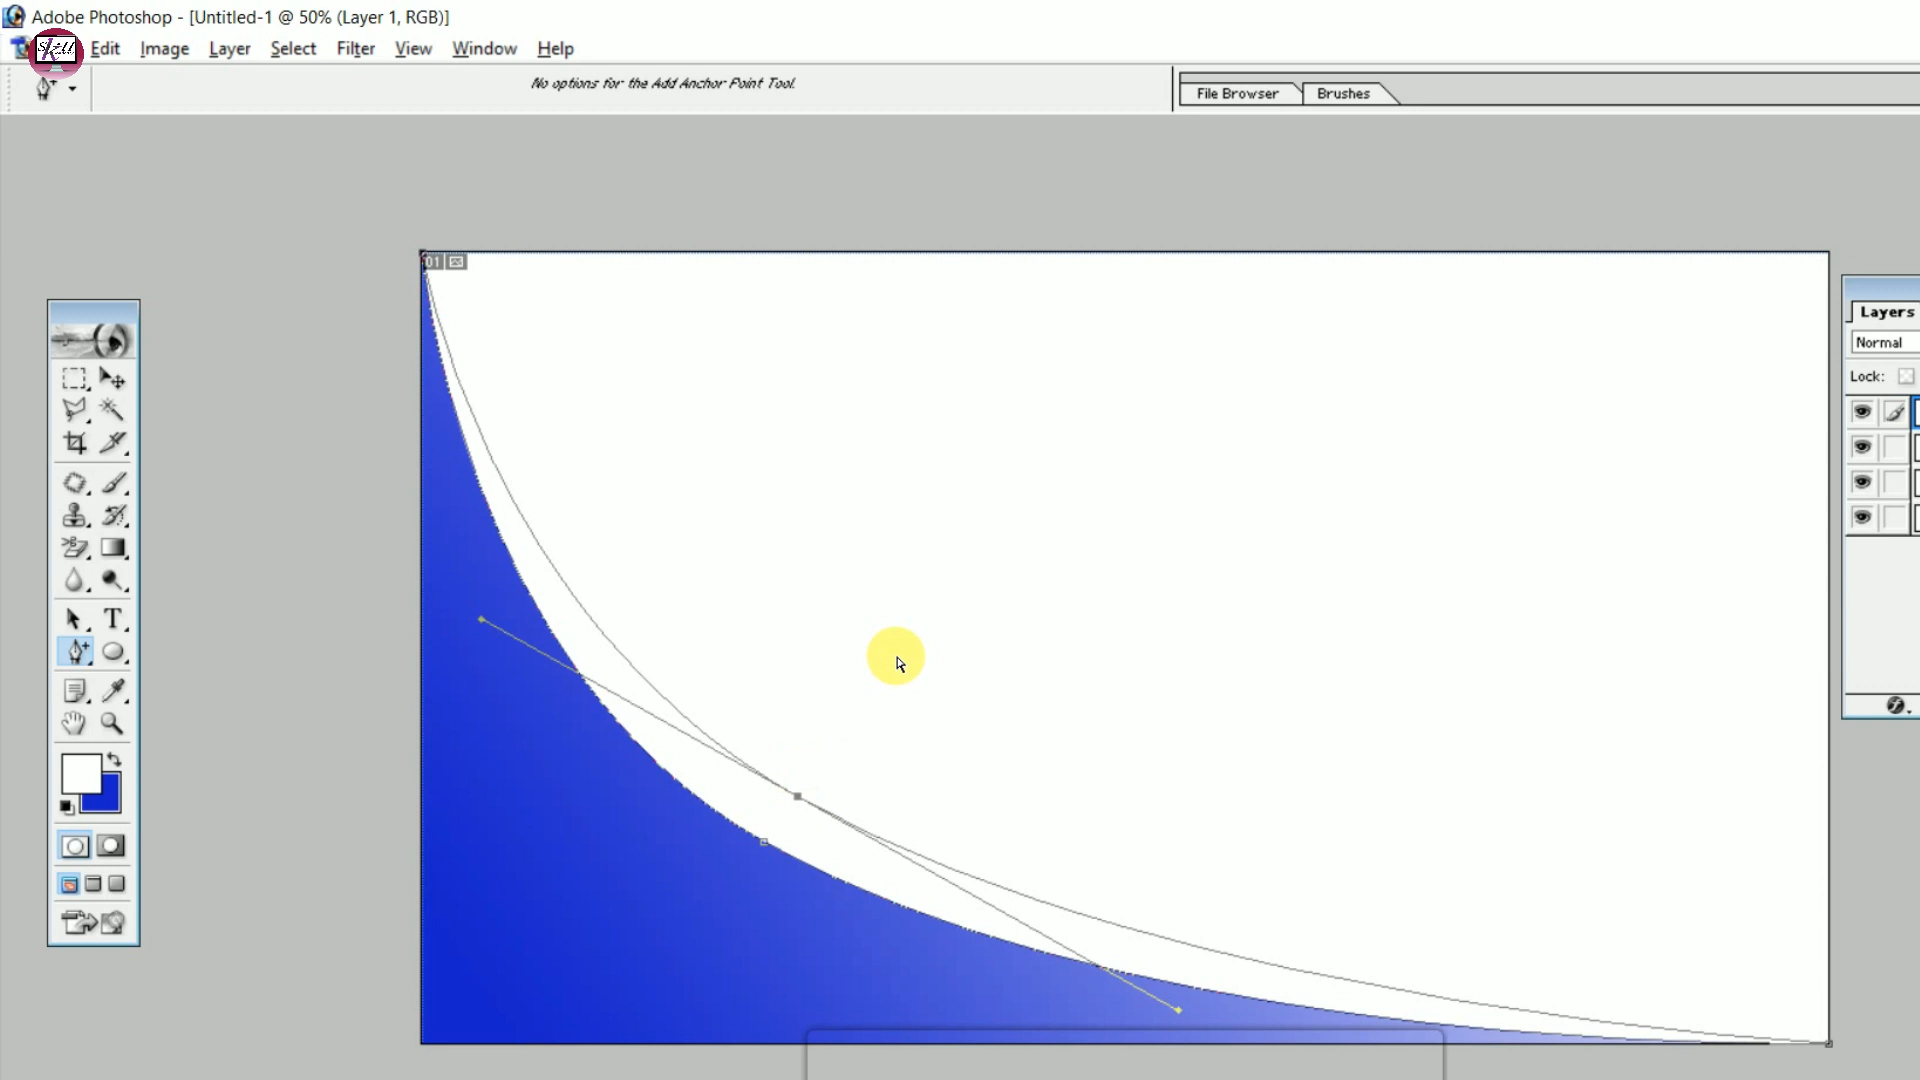 Adobe Photoshop - [Untitled-1 @ 50% (Layer 1, RGB)]
Edit Image Layer Select Filter View Window Help
No options for the Add Anchor Point Tool.
File Browser Brushes
01
Layers
Normal
Lock:
T